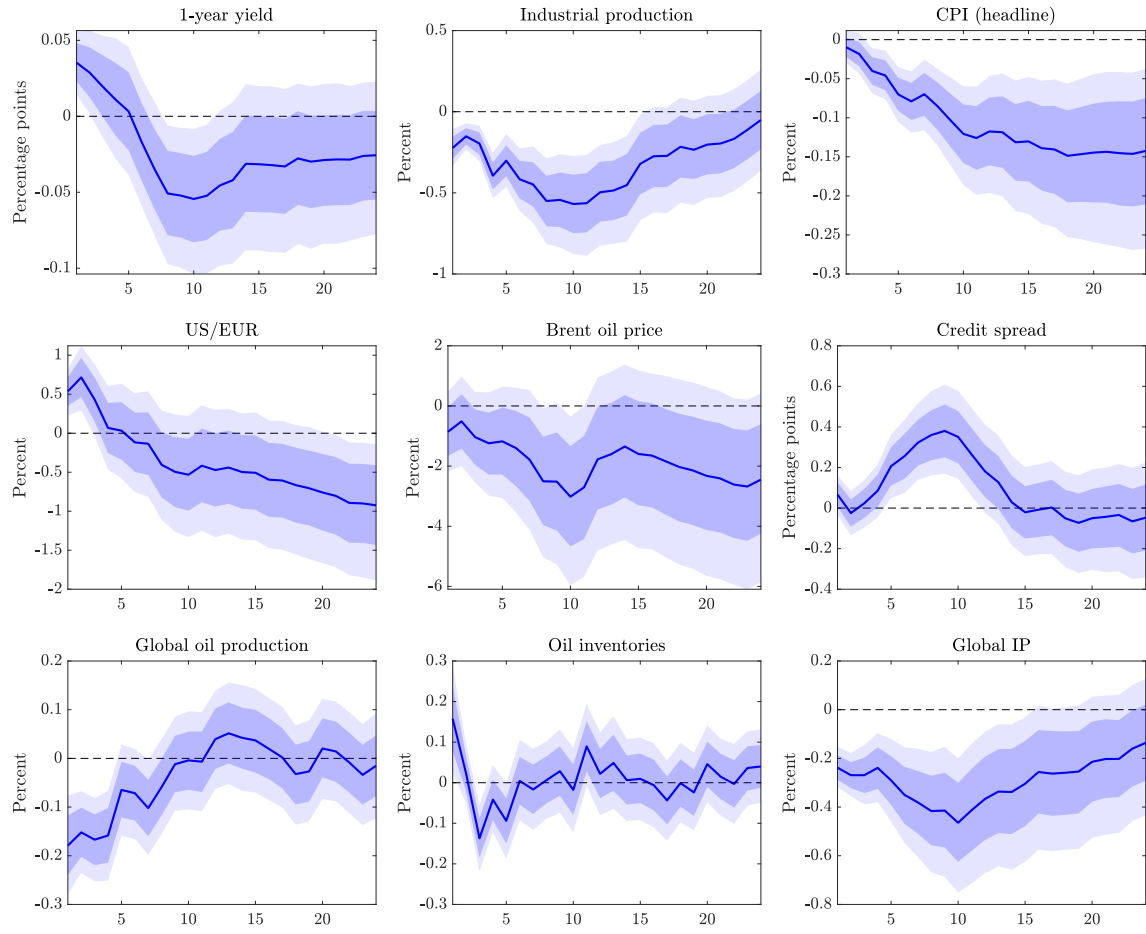 1-year yield
Percentage points
0.05
0
-0.05
-0.1
5 10 15 20
Industrial production
Percent
0.5
0
-0.5
-1
5 10 15 20
CPI (headline)
Percent
0
-0.05
-0.1
-0.15
-0.2
-0.25
-0.3
5 10 15 20
US/EUR
Percent
1
0.5
0
-0.5
-1
-1.5
-2
5 10 15 20
Brent oil price
Percent
2
0
-2
-4
-6
5 10 15 20
Credit spread
Percentage points
0.8
0.6
0.4
0.2
0
-0.2
-0.4
5 10 15 20
Global oil production
Percent
0.2
0.1
0
-0.1
-0.2
-0.3
5 10 15 20
Oil inventories
Percent
0.3
0.2
0.1
0
-0.1
-0.2
-0.3
5 10 15 20
Global IP
Percent
0.2
0
-0.2
-0.4
-0.6
-0.8
5 10 15 20